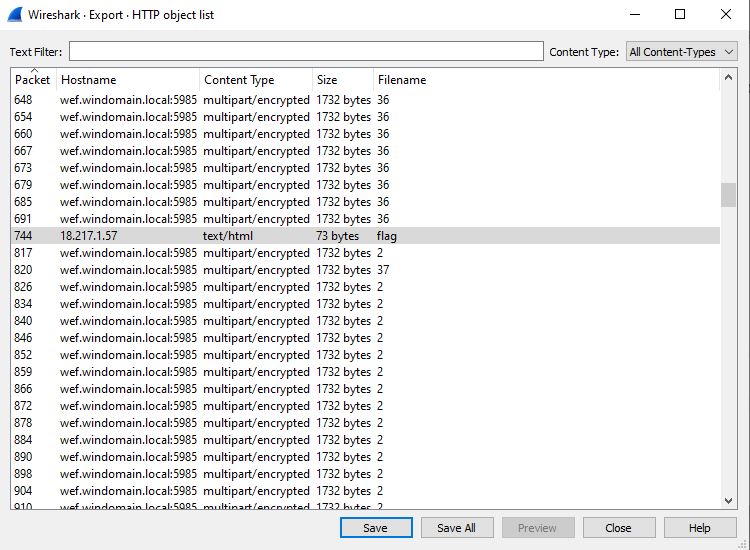 Wireshark · Export · HTTP object list
Text Filter: Content Type: All Content-Types
Packet Hostname Content Type Size Filename
648 wef.windomain.local:5985 multipart/encrypted 1732 bytes 36
654 wef.windomain.local:5985 multipart/encrypted 1732 bytes 36
660 wef.windomain.local:5985 multipart/encrypted 1732 bytes 36
667 wef.windomain.local:5985 multipart/encrypted 1732 bytes 36
673 wef.windomain.local:5985 multipart/encrypted 1732 bytes 36
679 wef.windomain.local:5985 multipart/encrypted 1732 bytes 36
685 wef.windomain.local:5985 multipart/encrypted 1732 bytes 36
691 wef.windomain.local:5985 multipart/encrypted 1732 bytes 36
744 18.217.1.57 text/html 73 bytes flag
817 wef.windomain.local:5985 multipart/encrypted 1732 bytes 2
820 wef.windomain.local:5985 multipart/encrypted 1732 bytes 37
826 wef.windomain.local:5985 multipart/encrypted 1732 bytes 2
834 wef.windomain.local:5985 multipart/encrypted 1732 bytes 2
840 wef.windomain.local:5985 multipart/encrypted 1732 bytes 2
846 wef.windomain.local:5985 multipart/encrypted 1732 bytes 2
852 wef.windomain.local:5985 multipart/encrypted 1732 bytes 2
859 wef.windomain.local:5985 multipart/encrypted 1732 bytes 2
866 wef.windomain.local:5985 multipart/encrypted 1732 bytes 2
872 wef.windomain.local:5985 multipart/encrypted 1732 bytes 2
878 wef.windomain.local:5985 multipart/encrypted 1732 bytes 2
884 wef.windomain.local:5985 multipart/encrypted 1732 bytes 2
890 wef.windomain.local:5985 multipart/encrypted 1732 bytes 2
898 wef.windomain.local:5985 multipart/encrypted 1732 bytes 2
904 wef.windomain.local:5985 multipart/encrypted 1732 bytes 2
910 wef.windomain.local:5985 multipart/encrypted 1732 bytes 2
Save Save All Preview Close Help